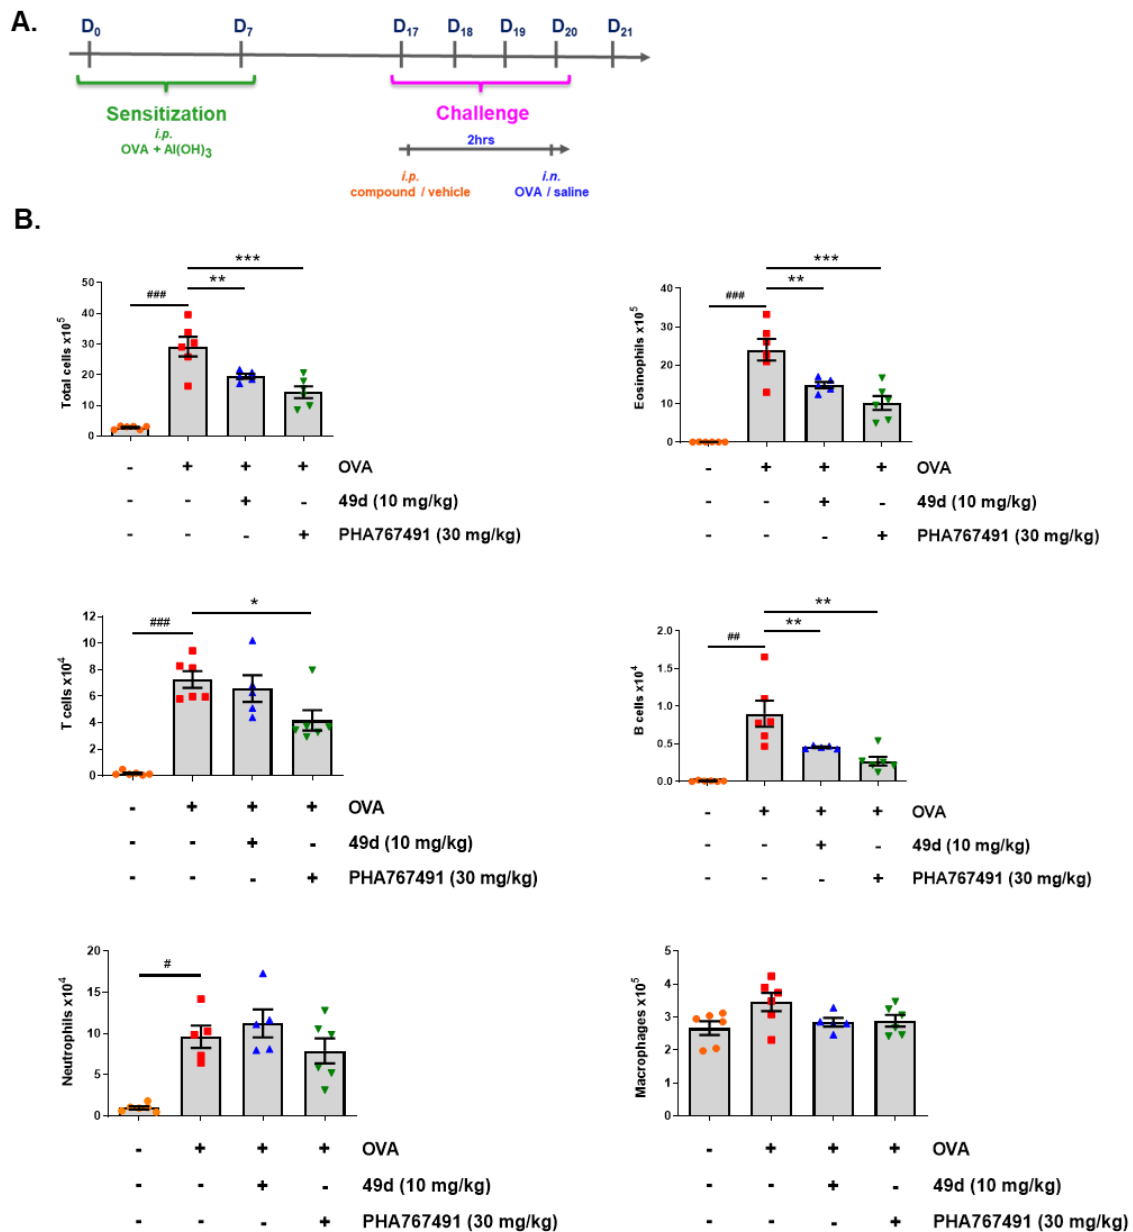 A.
D0 D7 D17 D18 D19 D20 D21
Sensitization
i.p.
OVA + Al(OH)3
Challenge
2hrs
i.p.
compound / vehicle
i.n.
OVA / saline
B.
***
**
###
Total cells x10^5
50
40
30
20
10
0
- + + + OVA
- - + - 49d (10 mg/kg)
- - - + PHA767491 (30 mg/kg)
***
**
###
Eosinophils x10^5
40
30
20
10
0
- + + + OVA
- - + - 49d (10 mg/kg)
- - - + PHA767491 (30 mg/kg)
*
###
T cells x10^4
12
10
8
6
4
2
0
- + + + OVA
- - + - 49d (10 mg/kg)
- - - + PHA767491 (30 mg/kg)
**
**
##
B cells x10^4
2.0
1.5
1.0
0.5
0.0
- + + + OVA
- - + - 49d (10 mg/kg)
- - - + PHA767491 (30 mg/kg)
#
Neutrophils x10^4
20
15
10
5
0
- + + + OVA
- - + - 49d (10 mg/kg)
- - - + PHA767491 (30 mg/kg)
Macrophages x10^5
5
4
3
2
1
0
- + + + OVA
- - + - 49d (10 mg/kg)
- - - + PHA767491 (30 mg/kg)